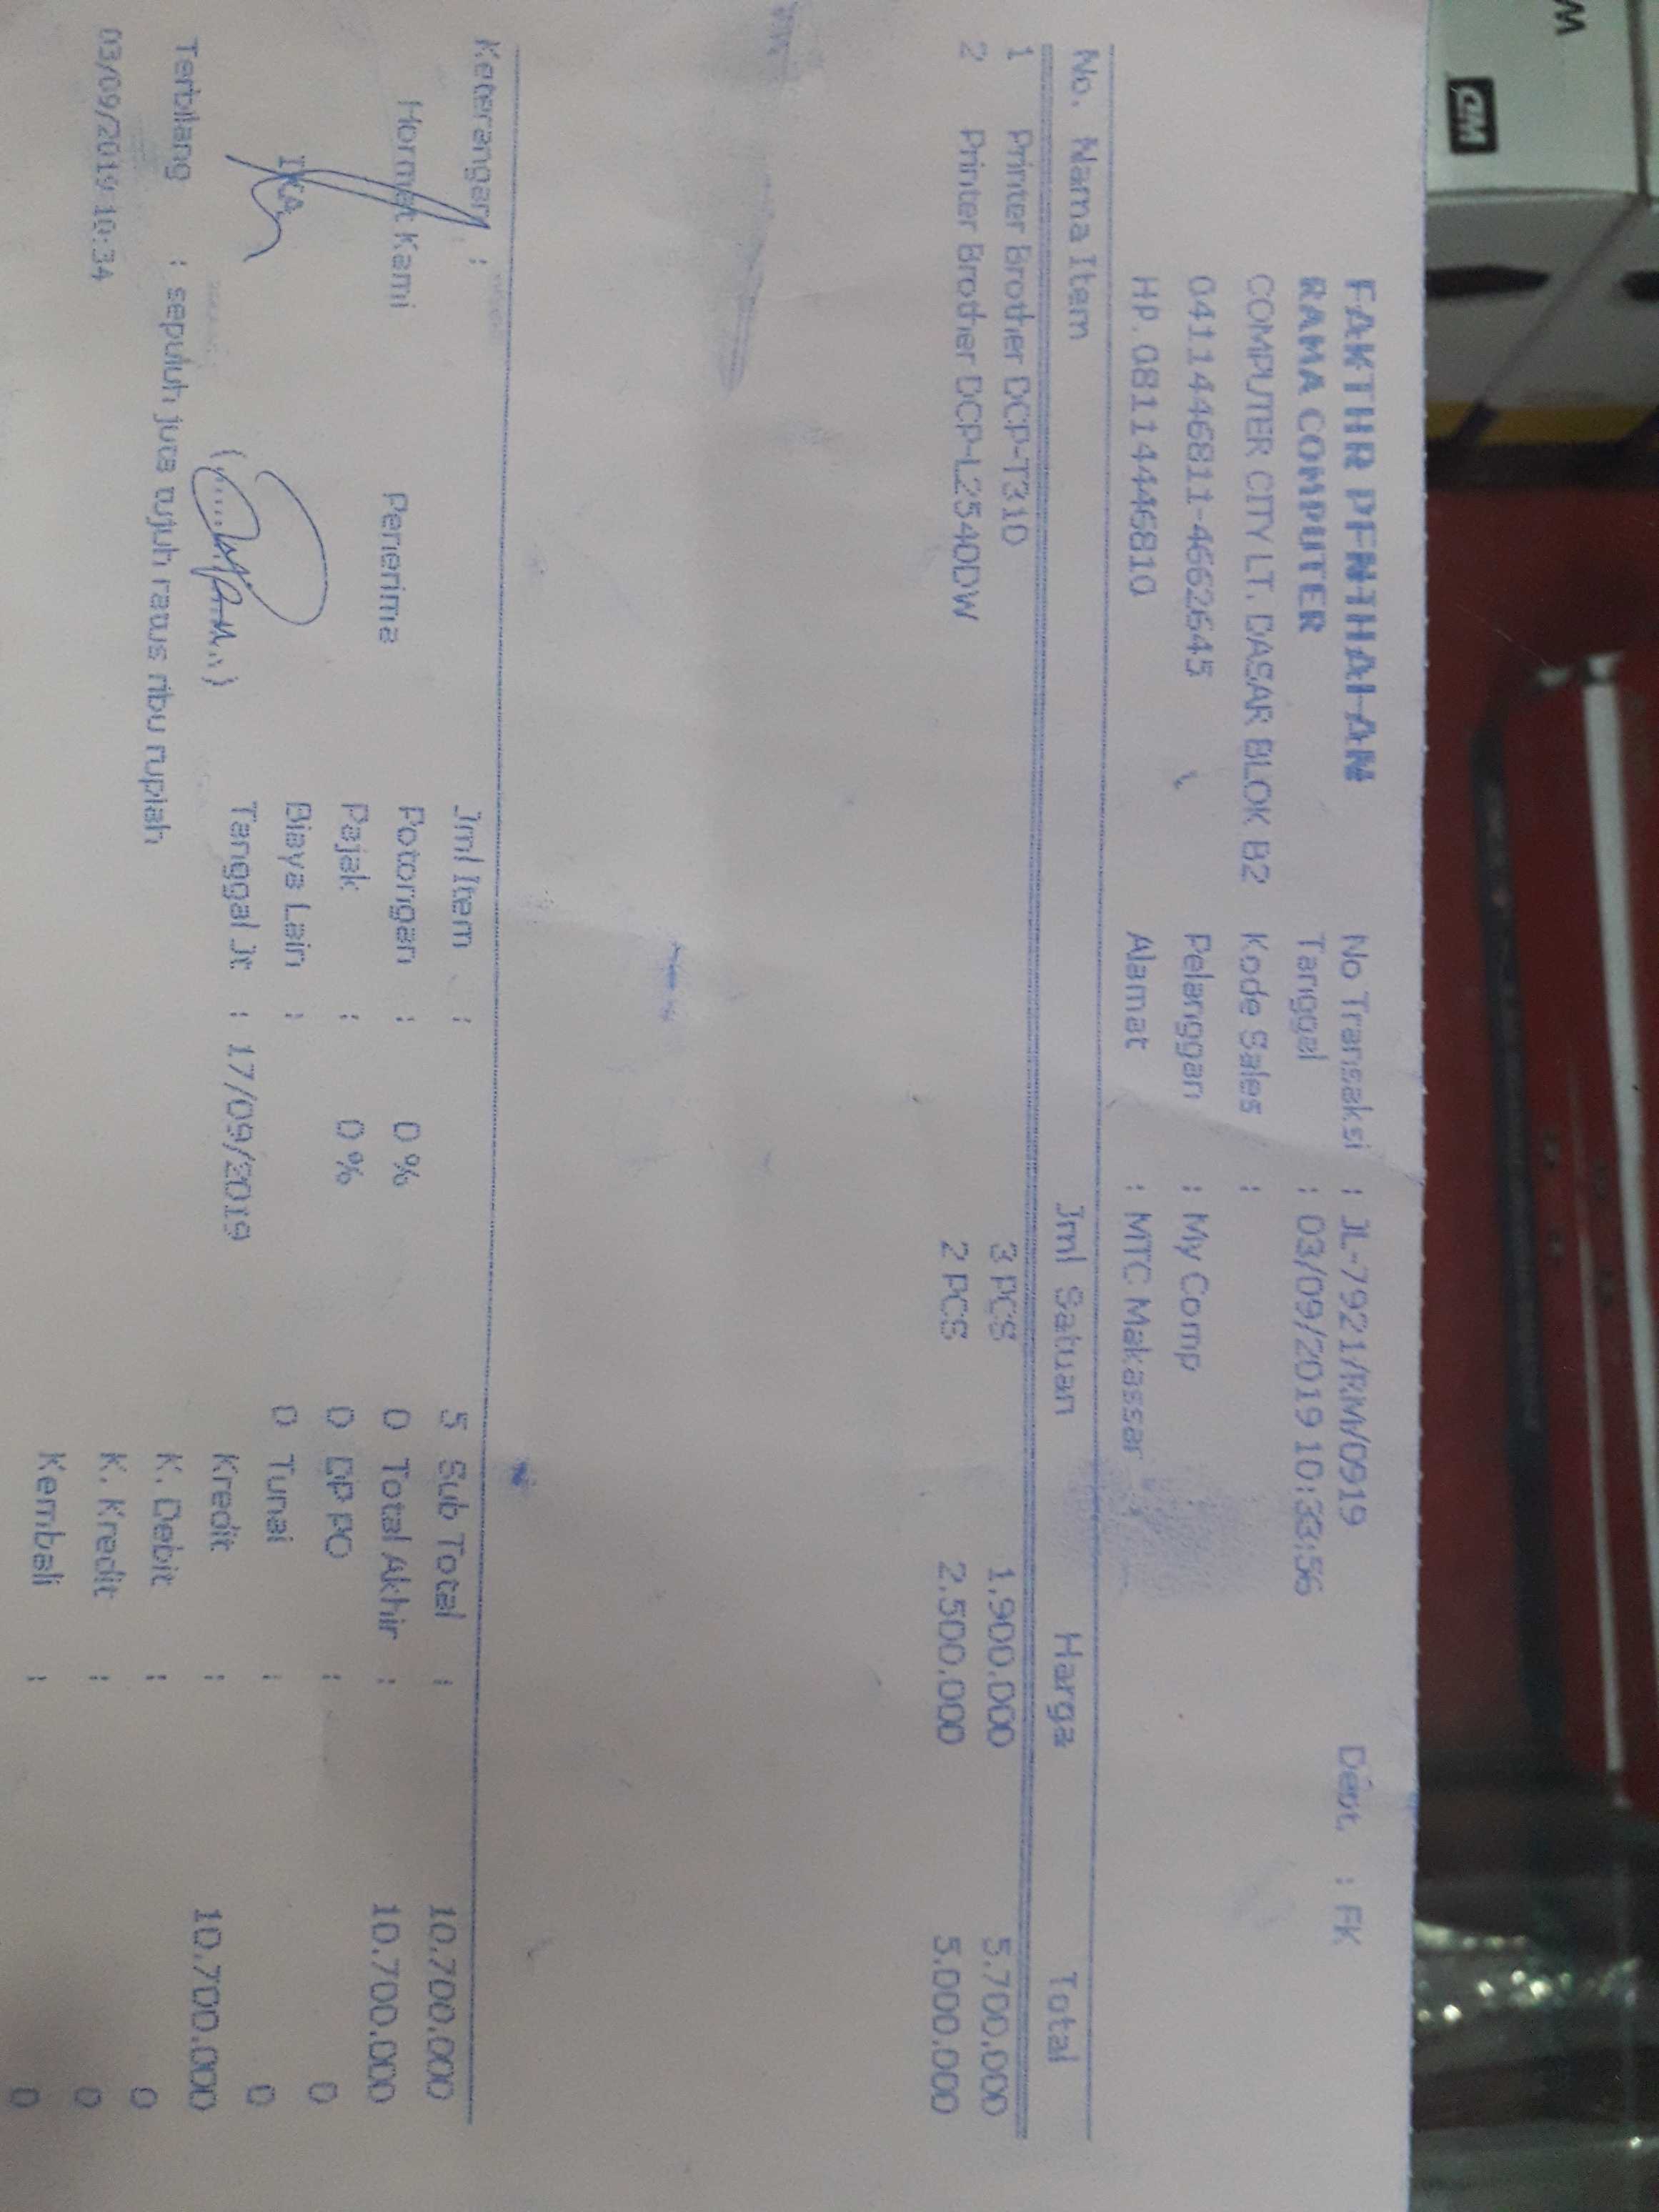 FAKTUR PENJUALAN
RAMA COMPUTER
COMPUTER CITY LT. DASAR BLOK B2
04114446811-4662645
HP. 08114446810
No Transaksi : JL-7921/RM/0919
Tanggal : 03/09/2019 10:33:56
Kode Sales :
Pelanggan : My Comp
Alamat : MTC Makassar
Dept. : FK
No. Nama Item Jml Satuan Harga Total
1 Printer Brother DCP-T310 3 PCS 1.900.000 5.700.000
2 Printer Brother DCP-L2540DW 2 PCS 2.500.000 5.000.000
Keterangan :
Hormat Kami Penerima
IKA
Jml Item : 5
Potongan : 0 % 0
Pajak : 0 % 0
Biaya Lain : 0
Tanggal Jt : 17/09/2019
Sub Total : 10.700.000
Total Akhir : 10.700.000
DP PO : 0
Tunai : 0
Kredit : 10.700.000
K. Debit : 0
K. Kredit : 0
Kembali : 0
Terbilang : sepuluh juta tujuh ratus ribu rupiah
03/09/2019 10:34
WD